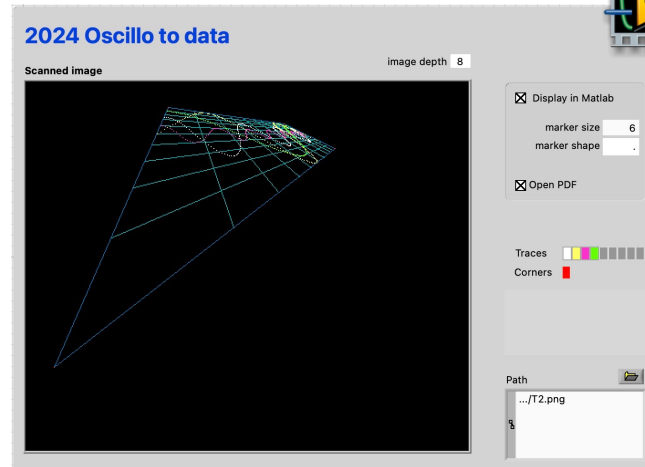 2024 Oscillo to data
image depth 8
Scanned image
Display in Matlab
marker size 6
marker shape .
Open PDF
Traces
Corners
Path
.../T2.png